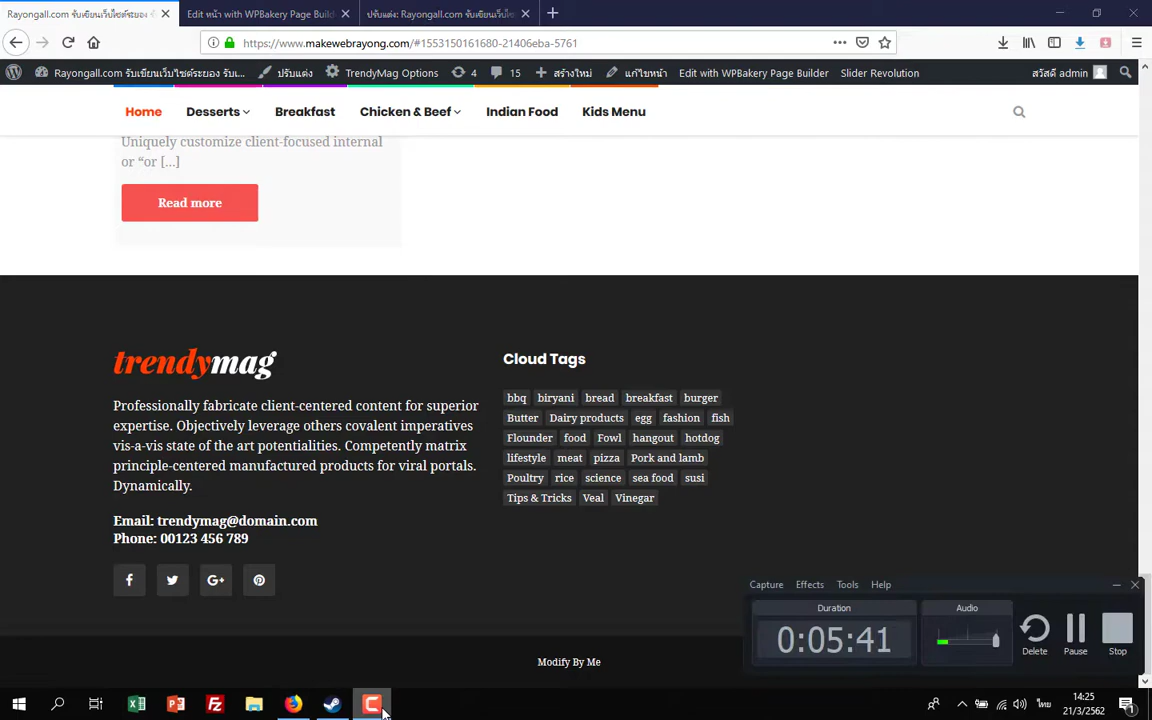 Rayongall.com รับเขียนเว็บไซต์ระยอง รั
Edit หน้า with WPBakery Page Build
ปรับแต่ง: Rayongall.com รับเขียนเว็บไซต์
https://www.makewebrayong.com/#1553150161680-21406eba-5761
Rayongall.com รับเขียนเว็บไซต์ระยอง รับเ... ปรับแต่ง TrendyMag Options 4 15 สร้างใหม่ แก้ไขหน้า Edit with WPBakery Page Builder Slider Revolution สวัสดี admin
Home Desserts Breakfast Chicken & Beef Indian Food Kids Menu
Uniquely customize client-focused internal
or “or [...]
Read more
trendymag
Professionally fabricate client-centered content for superior
expertise. Objectively leverage others covalent imperatives
vis-a-vis state of the art potentialities. Competently matrix
principle-centered manufactured products for viral portals.
Dynamically.
Email: trendymag@domain.com
Phone: 00123 456 789
Cloud Tags
bbq biryani bread breakfast burger
Butter Dairy products egg fashion fish
Flounder food Fowl hangout hotdog
lifestyle meat pizza Pork and lamb
Poultry rice science sea food susi
Tips & Tricks Veal Vinegar
Modify By Me
Capture Effects Tools Help
Duration Audio
0:05:41
Delete Pause Stop
ไทย
14:25
21/3/2562